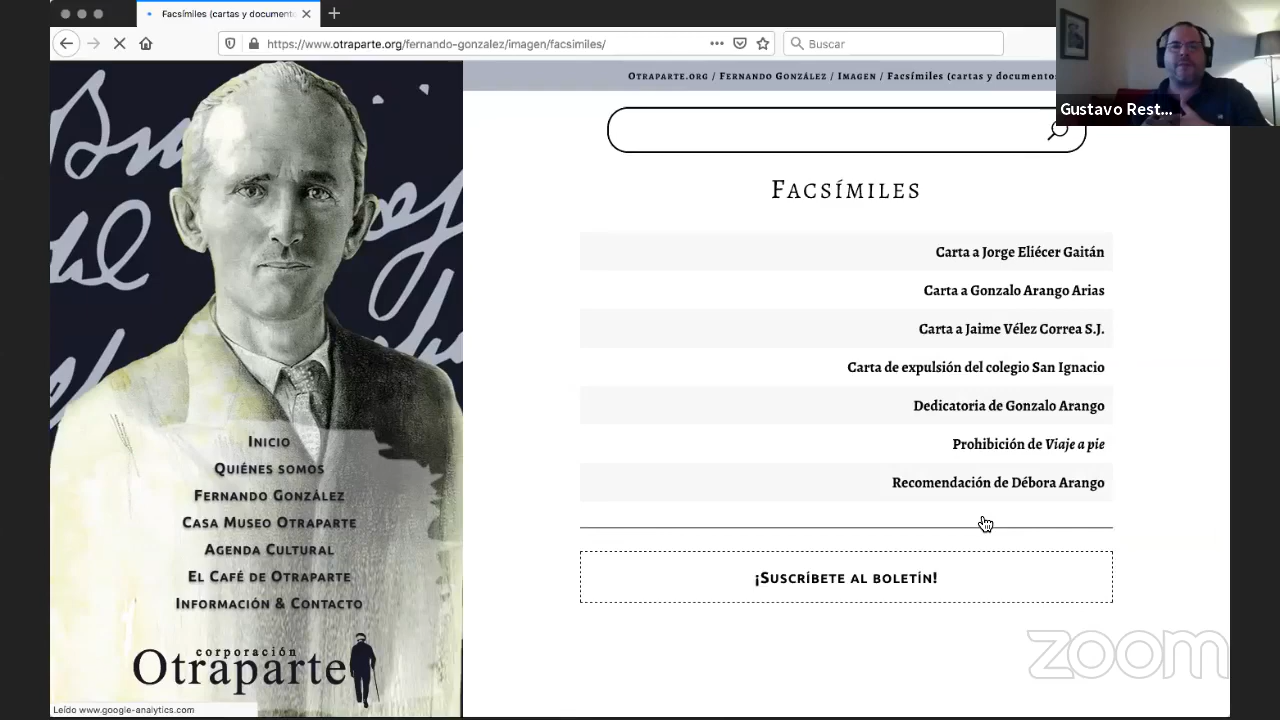 Facsímiles (cartas y documento
https://www.otraparte.org/fernando-gonzalez/imagen/facsimiles/
Buscar
Gustavo Rest...
Otraparte.org / Fernando González / Imagen / Facsímiles (cartas y documento
Facsímiles
Carta a Jorge Eliécer Gaitán
Carta a Gonzalo Arango Arias
Carta a Jaime Vélez Correa S.J.
Carta de expulsión del colegio San Ignacio
Dedicatoria de Gonzalo Arango
Prohibición de Viaje a pie
Recomendación de Débora Arango
¡Suscríbete al boletín!
Inicio
Quiénes somos
Fernando González
Casa Museo Otraparte
Agenda Cultural
El Café de Otraparte
Información & Contacto
corporación
Otraparte
Leído www.google-analytics.com
zoom